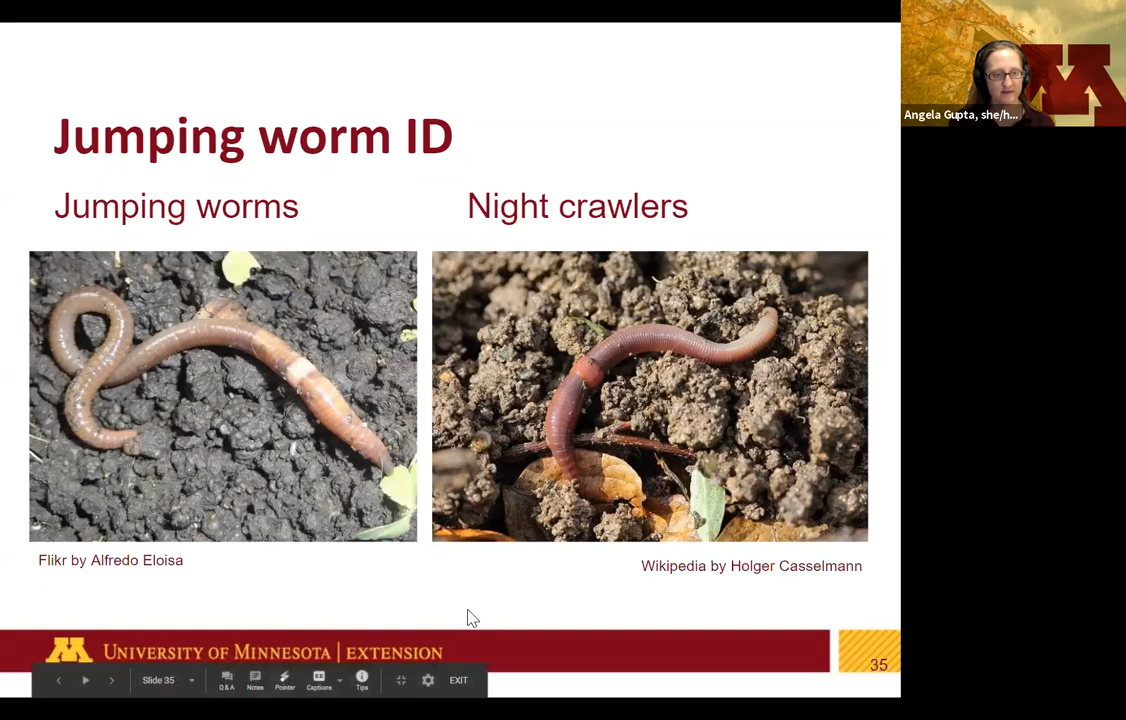 Angela Gupta, she/h...
Jumping worm ID
Jumping worms
Night crawlers
Flikr by Alfredo Eloisa
Wikipedia by Holger Casselmann
UNIVERSITY OF MINNESOTA | EXTENSION
35
Slide 35
Q & A
Notes
Pointer
Captions
Tips
EXIT